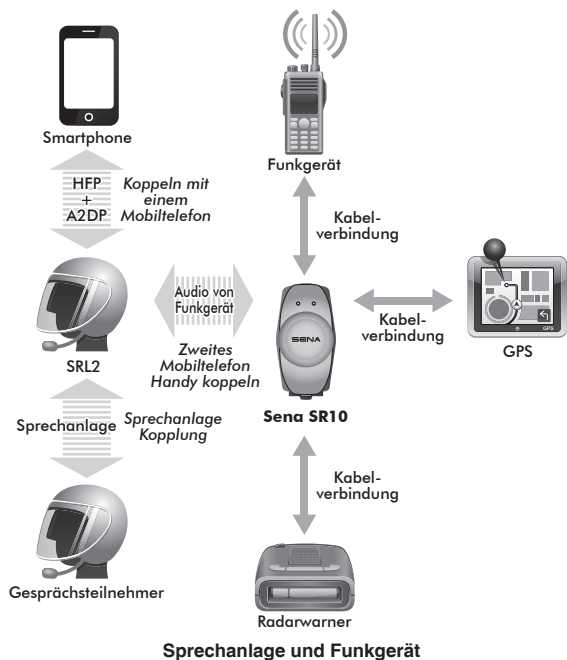 Smartphone
Funkgerät
HFP
+
A2DP
Koppeln mit
einem
Mobiltelefon
Kabel-
verbindung
SRL2
Audio von
Funkgerät
Zweites
Mobiltelefon
Handy koppeln
SENA
Sena SR10
Kabel-
verbindung
GPS
GPS
Sprechanlage
Sprechanlage
Kopplung
Kabel-
verbindung
Gesprächsteilnehmer
Radarwarner
Sprechanlage und Funkgerät